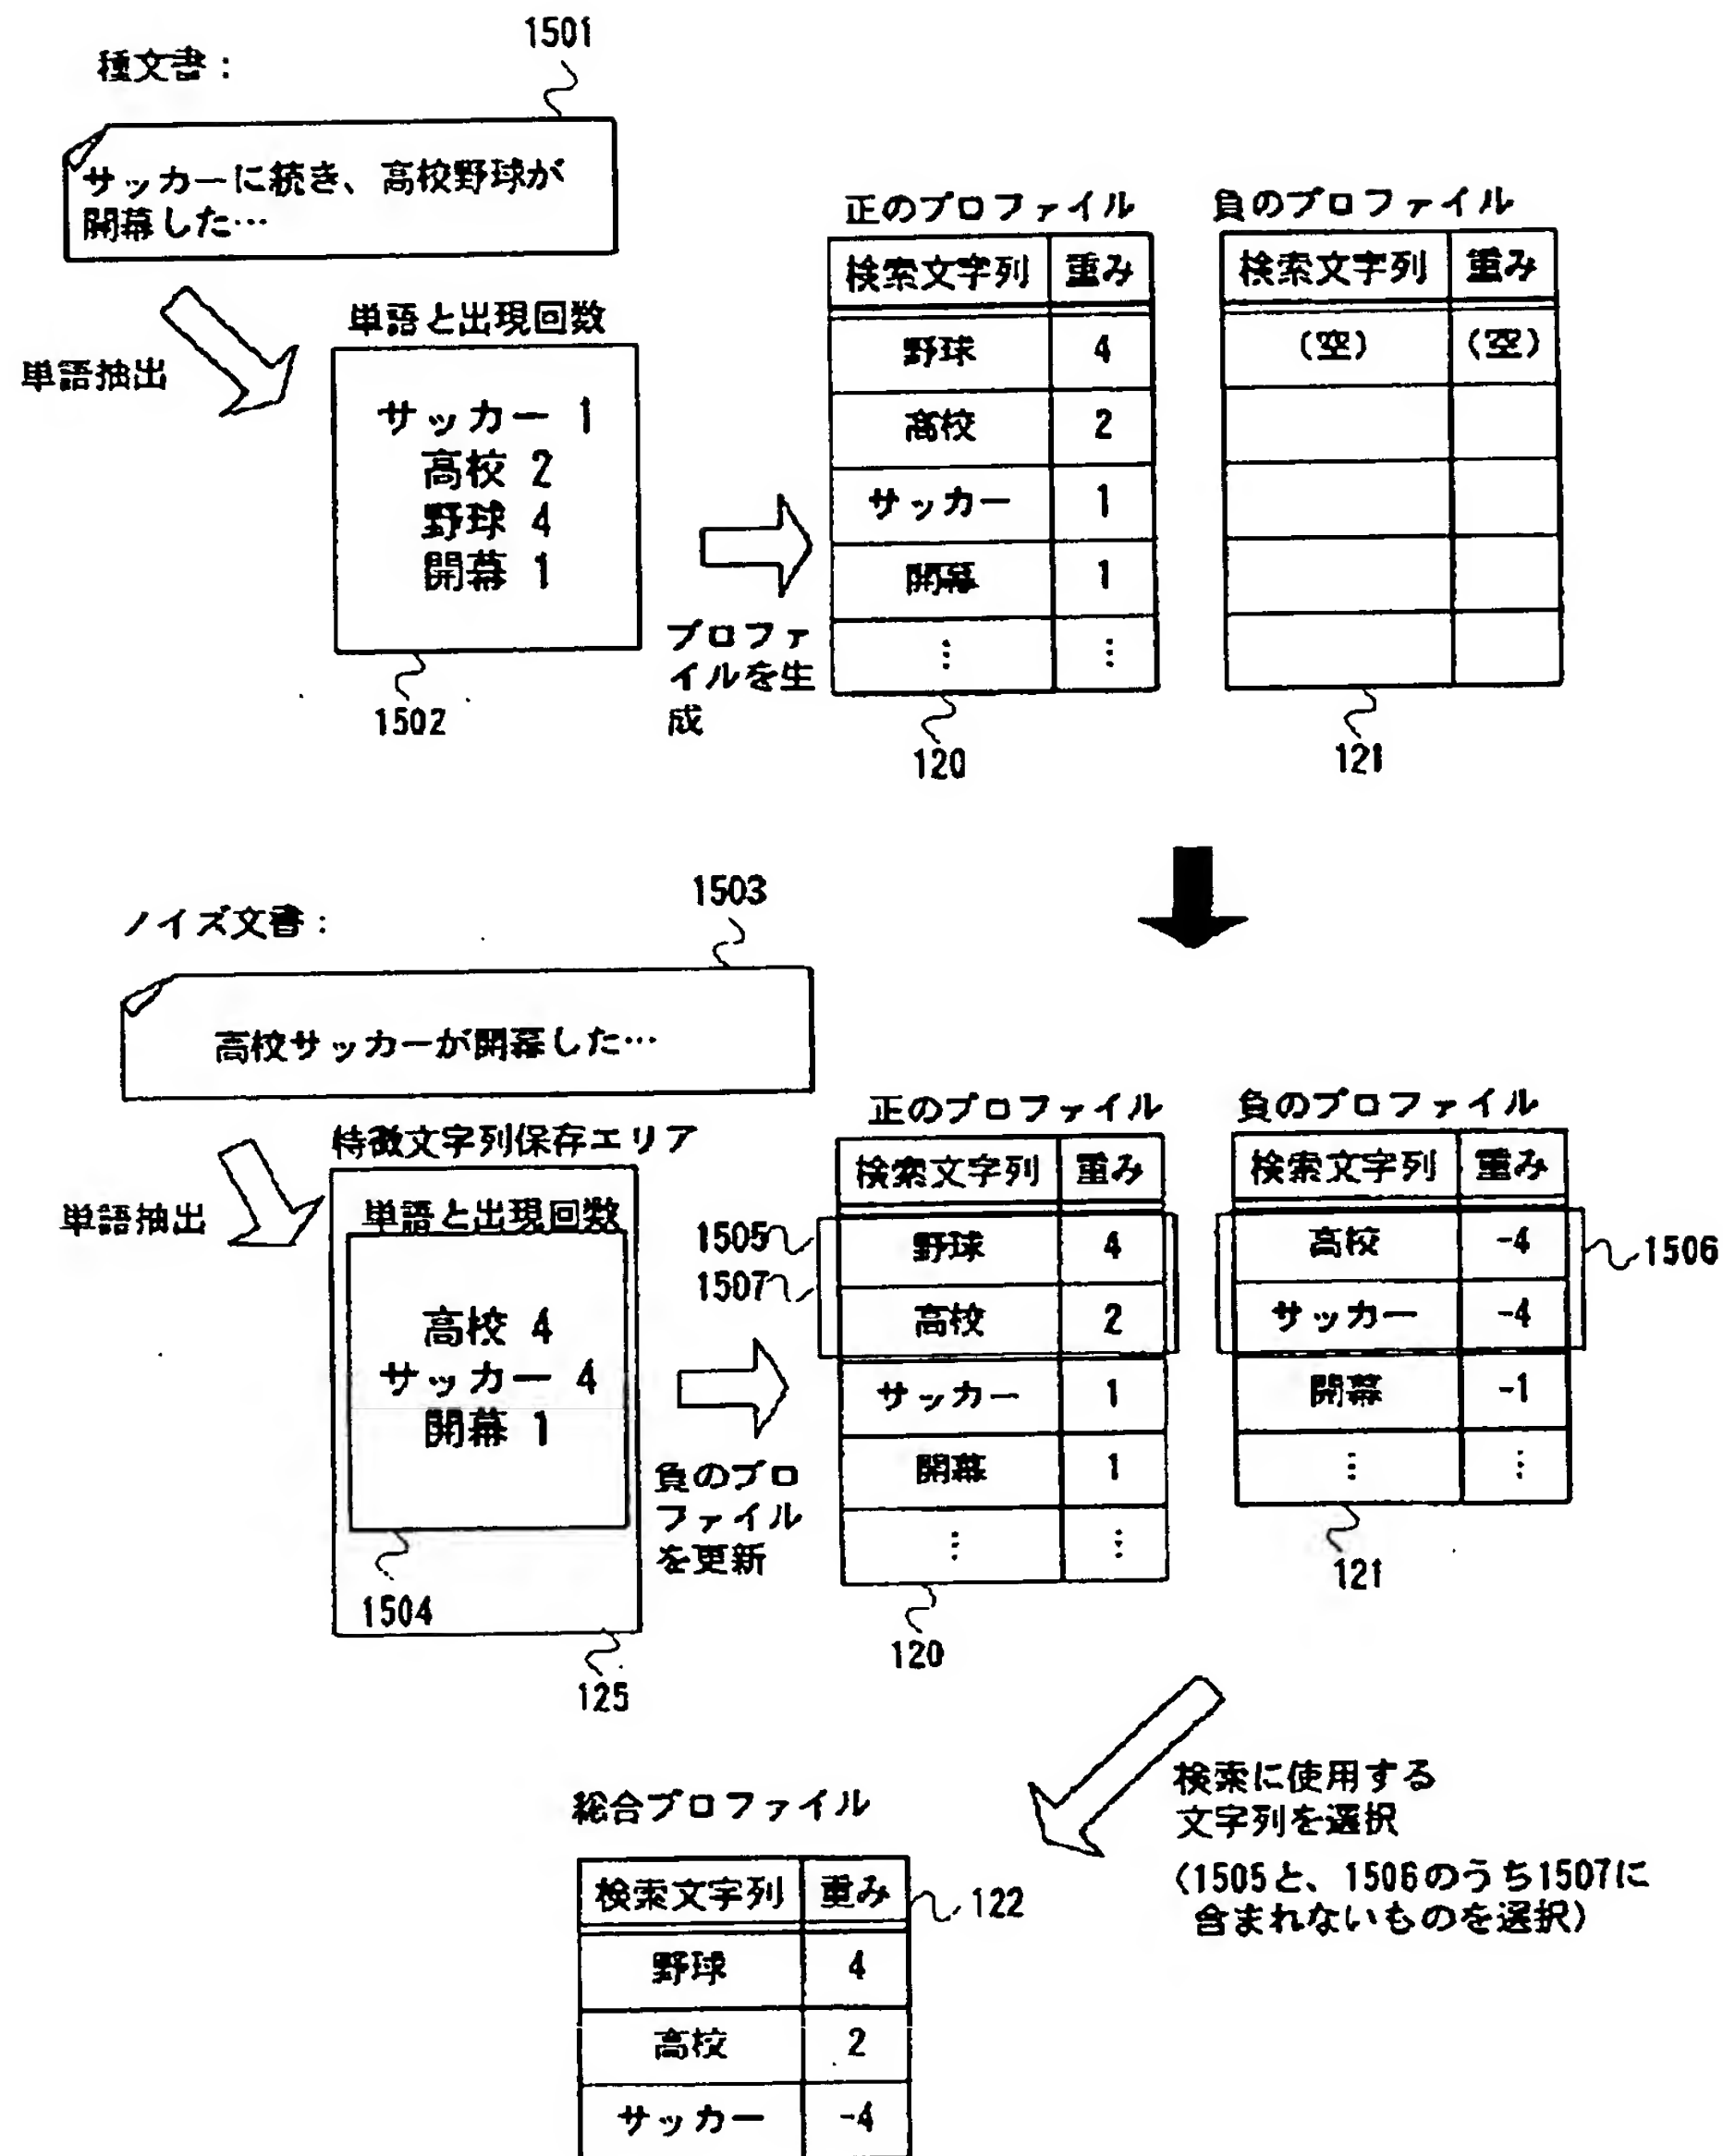 1501
種文書：
サッカーに続き、高校野球が
開幕した…
単語抽出
単語と出現回数
サッカー 1
高校 2
野球 4
開幕 1
1502
プロファ
イルを生
成
正のプロファイル
検索文字列 重み
野球 4
高校 2
サッカー 1
開幕 1
⋮ ⋮
120
負のプロファイル
検索文字列 重み
(空) (空)
121
1503
ノイズ文書：
高校サッカーが開幕した…
単語抽出
特徴文字列保存エリア
単語と出現回数
高校 4
サッカー 4
開幕 1
1504
125
負のプロ
ファイル
を更新
正のプロファイル
検索文字列 重み
1505
野球 4
1507
高校 2
サッカー 1
開幕 1
⋮ ⋮
120
負のプロファイル
検索文字列 重み
高校 -4
1506
サッカー -4
開幕 -1
⋮ ⋮
121
検索に使用する
文字列を選択
(1505と、1506のうち1507に
含まれないものを選択)
総合プロファイル
検索文字列 重み
122
野球 4
高校 2
サッカー -4